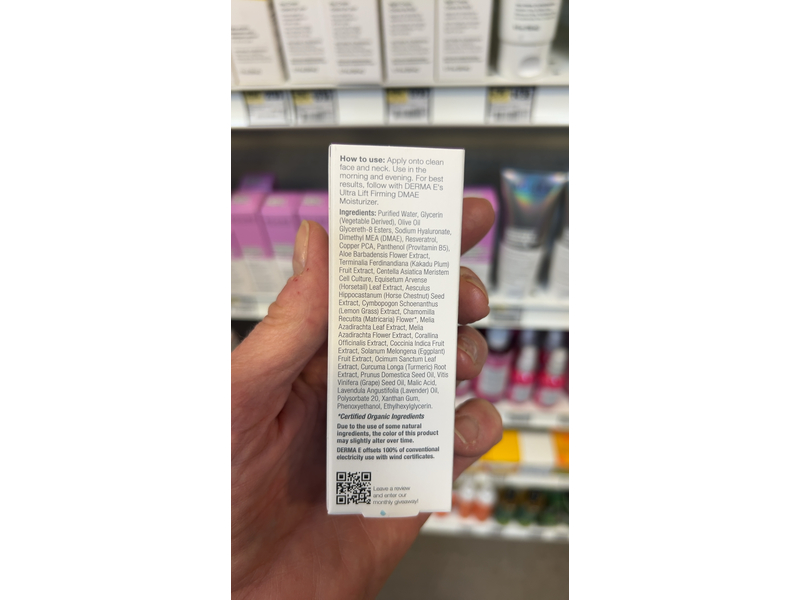 How to use: Apply onto clean
face and neck. Use in the
morning and evening. For best
results, follow with DERMA E's
Ultra Lift Firming DMAE
Moisturizer.
Ingredients: Purified Water, Glycerin
(Vegetable Derived), Olive Oil
Glycereth-8 Esters, Sodium Hyaluronate,
Dimethyl MEA (DMAE), Resveratrol,
Copper PCA, Panthenol (Provitamin B5),
Aloe Barbadensis Flower Extract,
Terminalia Ferdinandiana (Kakadu Plum)
Fruit Extract, Centella Asiatica Meristem
Cell Culture, Equisetum Arvense
(Horsetail) Leaf Extract, Aesculus
Hippocastanum (Horse Chestnut) Seed
Extract, Cymbopogon Schoenanthus
(Lemon Grass) Extract, Chamomilla
Recutita (Matricaria) Flower*, Melia
Azadirachta Leaf Extract, Melia
Azadirachta Flower Extract, Corallina
Officinalis Extract, Coccinia Indica Fruit
Extract, Solanum Melongena (Eggplant)
Fruit Extract, Ocimum Sanctum Leaf
Extract, Curcuma Longa (Turmeric) Root
Extract, Prunus Domestica Seed Oil, Vitis
Vinifera (Grape) Seed Oil, Malic Acid,
Lavandula Angustifolia (Lavender) Oil,
Polysorbate 20, Xanthan Gum,
Phenoxyethanol, Ethylhexylglycerin.
*Certified Organic Ingredients
Due to the use of some natural
ingredients, the color of this product
may slightly alter over time.
DERMA E offsets 100% of conventional
electricity use with wind certificates.
Leave a review
and enter our
monthly giveaway!